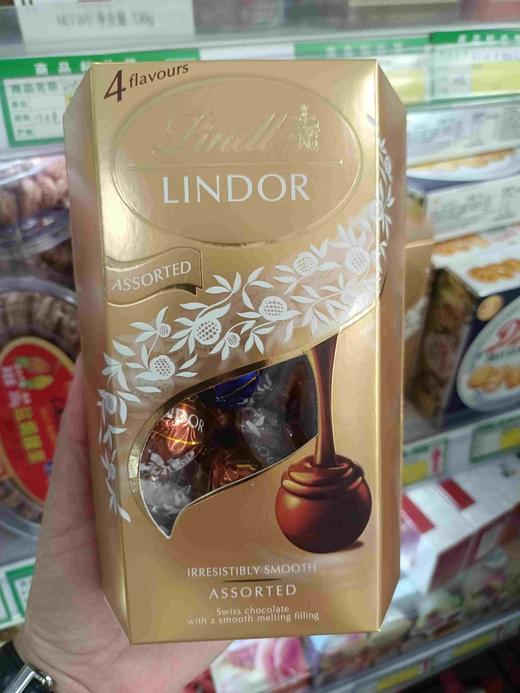 4 flavours
Lindt
LINDOR
ASSORTED
LINDOR
IRRESISTIBLY SMOOTH
ASSORTED
Swiss chocolate
with a smooth melting filling